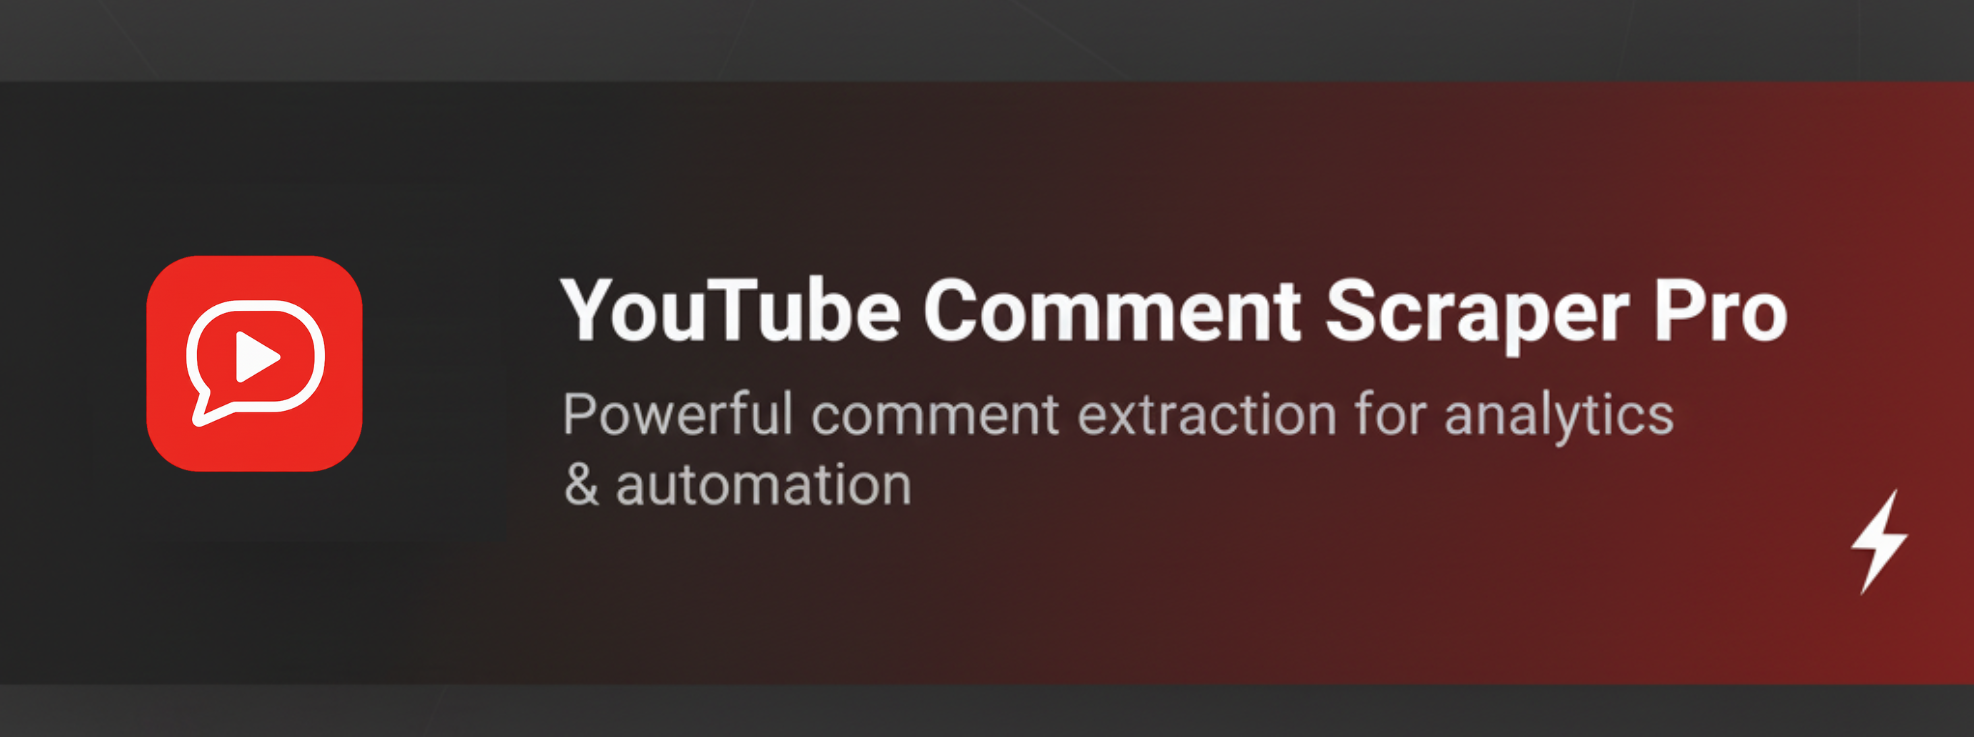 YouTube Comment Scraper Pro
Powerful comment extraction for analytics
& automation